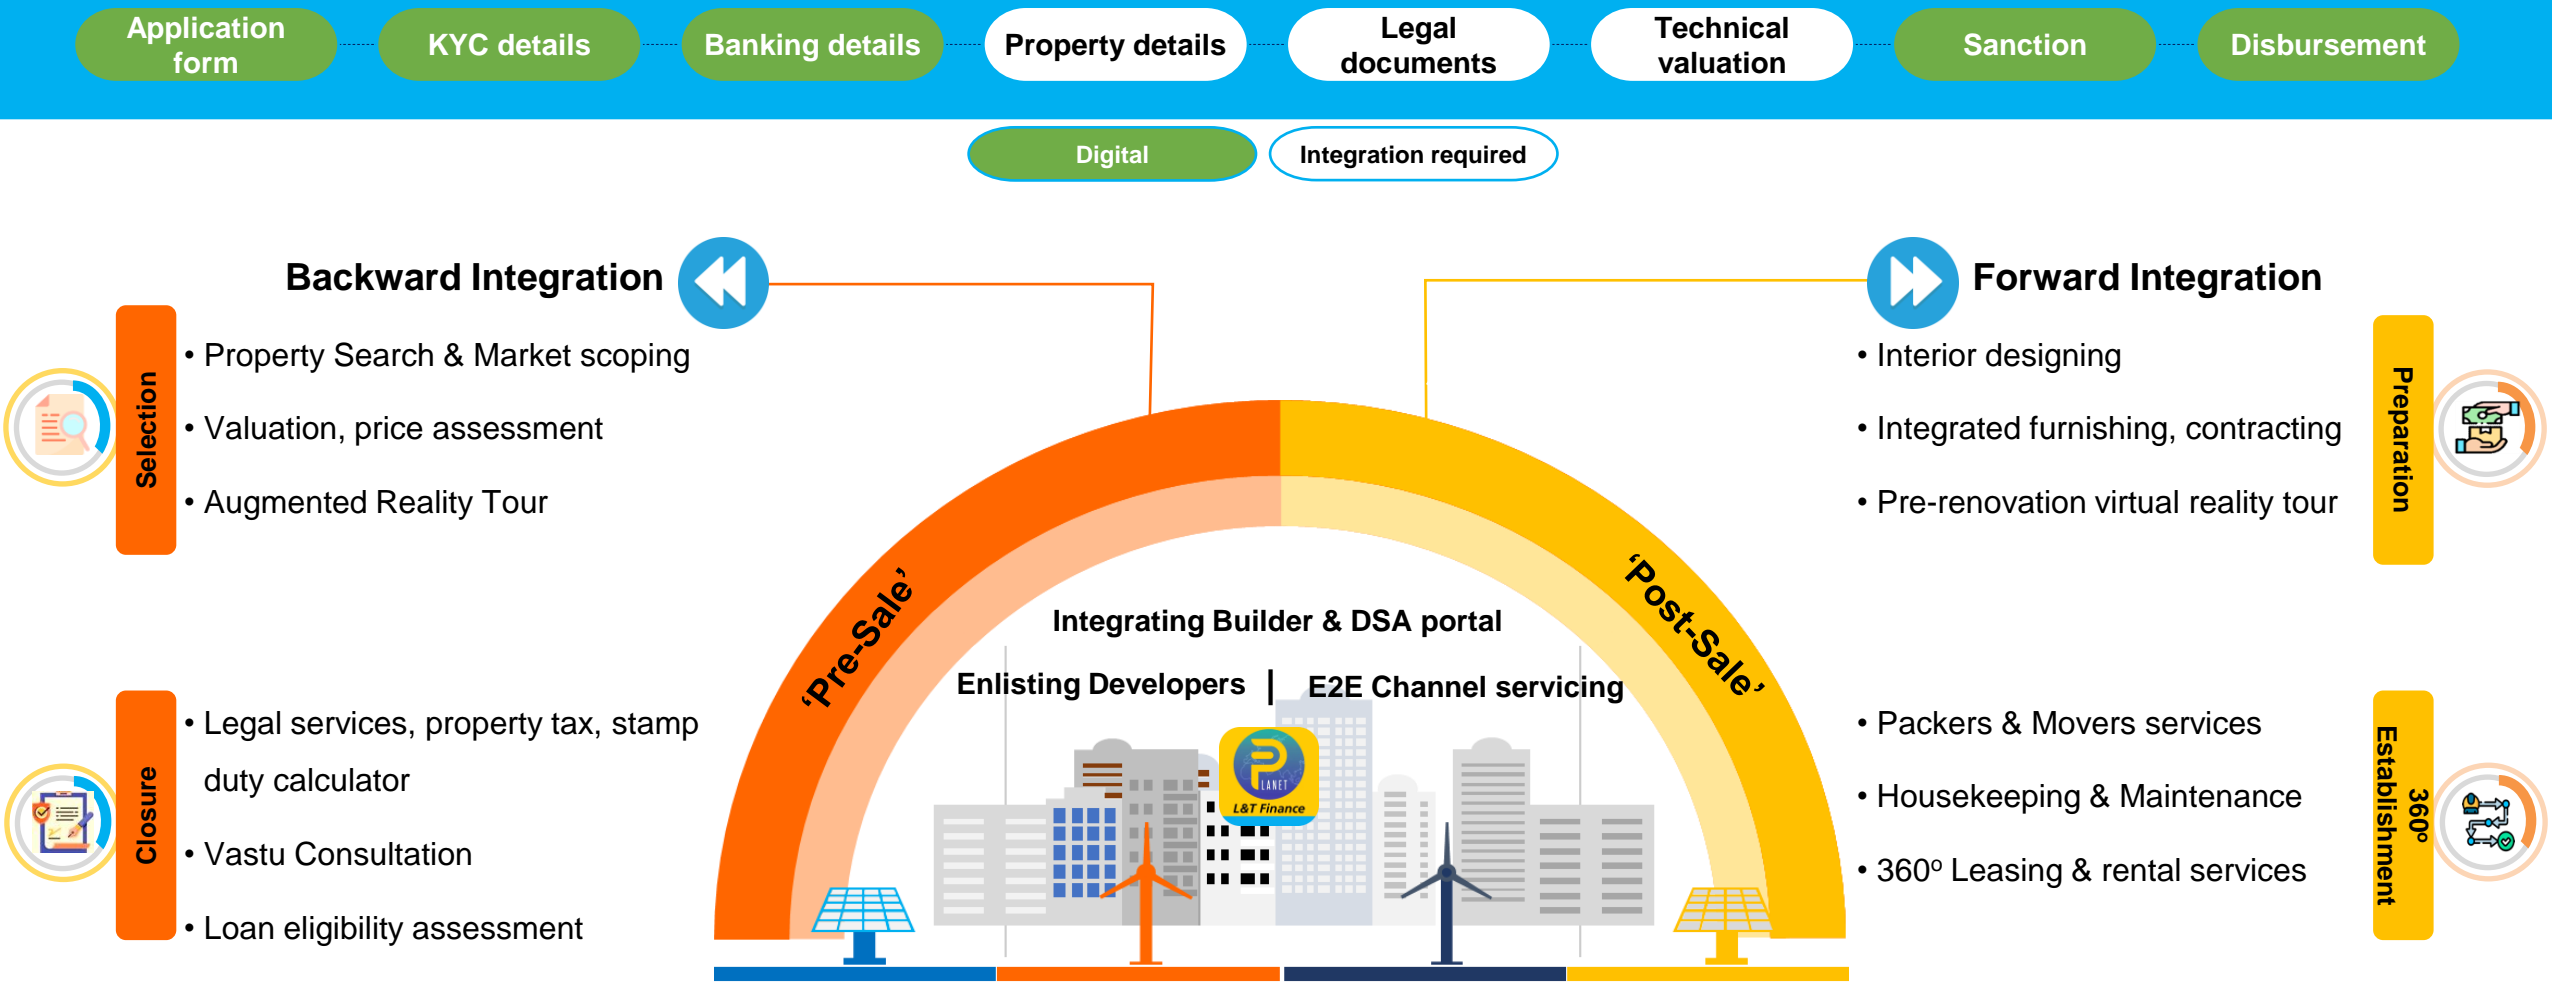 Application
form
KYC details
Banking details
Property details
Legal
documents
Technical
valuation
Sanction
Disbursement
Digital
Integration required
Backward Integration
Selection
• Property Search & Market scoping
• Valuation, price assessment
• Augmented Reality Tour
Closure
• Legal services, property tax, stamp
duty calculator
• Vastu Consultation
• Loan eligibility assessment
‘Pre-Sale’
‘Post-Sale’
Integrating Builder & DSA portal
Enlisting Developers | E2E Channel servicing
PLANET
L&T Finance
Forward Integration
• Interior designing
• Integrated furnishing, contracting
• Pre-renovation virtual reality tour
Preparation
• Packers & Movers services
• Housekeeping & Maintenance
• 360º Leasing & rental services
360º
Establishment